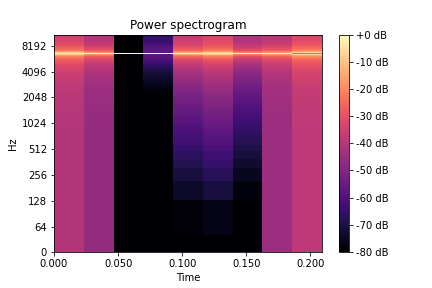 Power spectrogram
8192
4096
2048
1024
512
256
128
64
0
Hz
0.000
0.050
0.100
0.150
0.200
Time
+0 dB
-10 dB
-20 dB
-30 dB
-40 dB
-50 dB
-60 dB
-70 dB
-80 dB